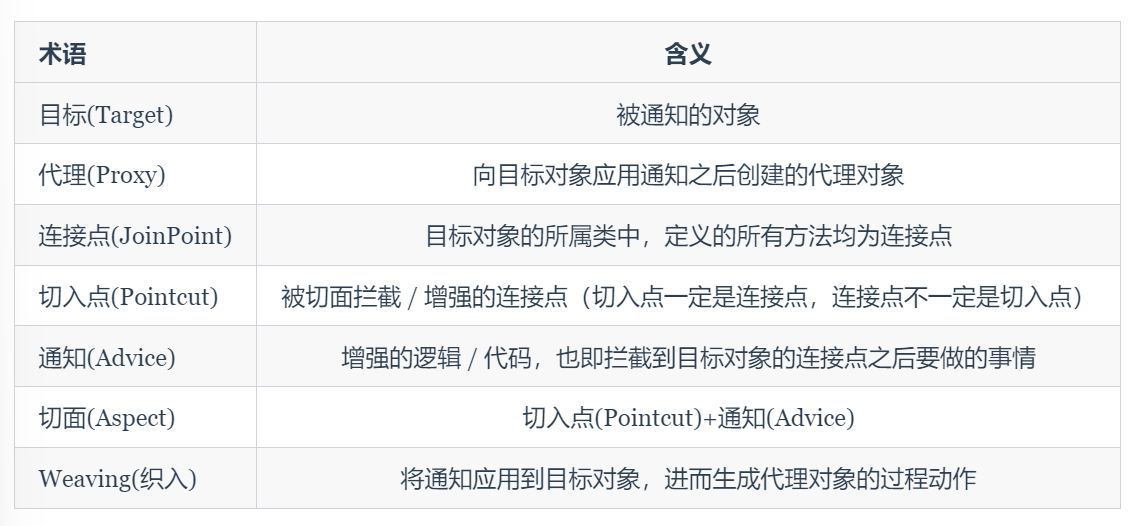 术语 含义
目标(Target) 被通知的对象
代理(Proxy) 向目标对象应用通知之后创建的代理对象
连接点(JoinPoint) 目标对象的所属类中，定义的所有方法均为连接点
切入点(Pointcut) 被切面拦截 / 增强的连接点（切入点一定是连接点，连接点不一定是切入点）
通知(Advice) 增强的逻辑 / 代码，也即拦截到目标对象的连接点之后要做的事情
切面(Aspect) 切入点(Pointcut)+通知(Advice)
Weaving(织入) 将通知应用到目标对象，进而生成代理对象的过程动作